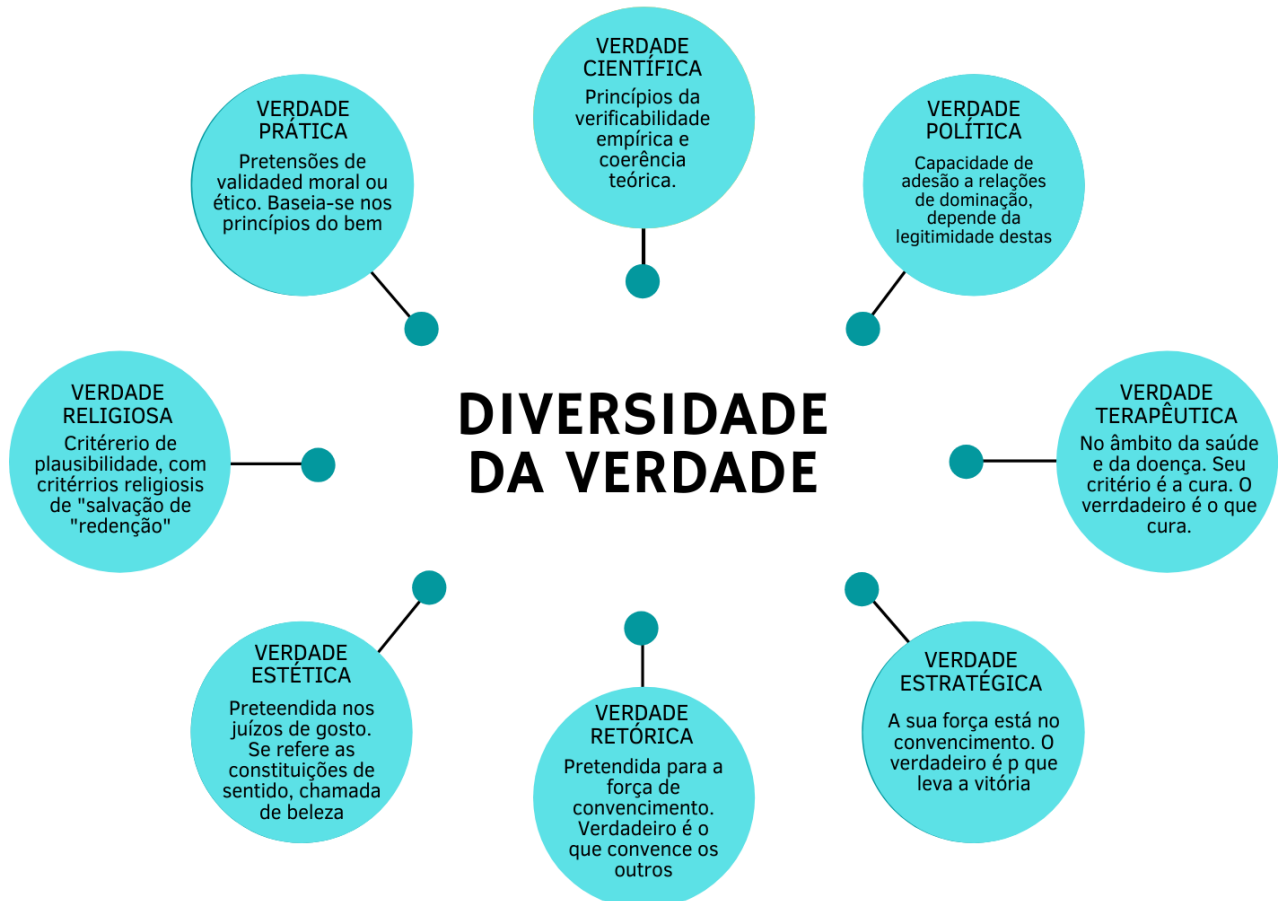 VERDADE
CIENTÍFICA
Princípios da
verificabilidade
empírica e
coerência
teórica.
VERDADE
PRÁTICA
Pretensões de
validaded moral ou
ético. Baseia-se nos
princípios do bem
VERDADE
POLÍTICA
Capacidade de
adesão a relações
de dominação,
depende da
legitimidade destas
DIVERSIDADE
DA VERDADE
VERDADE
RELIGIOSA
Critérerio de
plausibilidade, com
critérrios religiosis
de "salvação de
"redenção"
VERDADE
TERAPÊUTICA
No âmbito da saúde
e da doença. Seu
critério é a cura. O
verrdadeiro é o que
cura.
VERDADE
ESTÉTICA
Preteendida nos
juízos de gosto.
Se refere as
constituições de
sentido, chamada
de beleza
VERDADE
RETÓRICA
Pretendida para a
força de
convencimento.
Verdadeiro é o
que convence os
outros
VERDADE
ESTRATÉGICA
A sua força está no
convencimento. O
verdadeiro é p que
leva a vitória